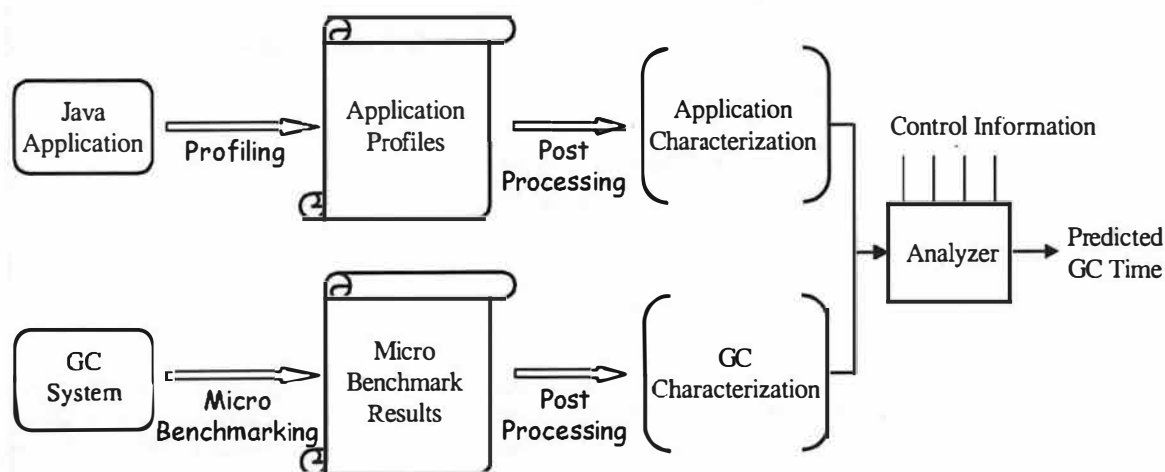 Java
Application
Profiling
Application
Profiles
Post
Processing
Application
Characterization
Control Information
Analyzer
Predicted
GC Time
GC
System
Micro
Benchmarking
Micro
Benchmark
Results
Post
Processing
GC
Characterization